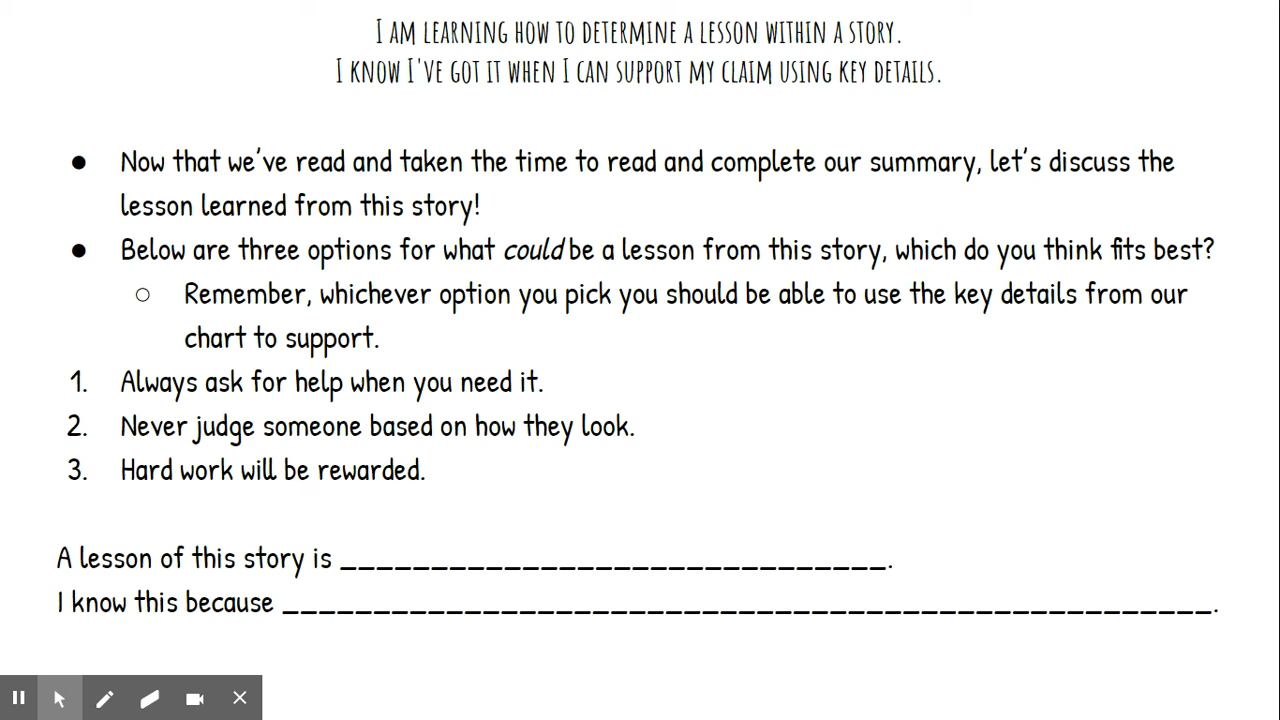 I am learning how to determine a lesson within a story.
I know I've got it when I can support my claim using key details.
● Now that we've read and taken the time to read and complete our summary, let's discuss the
lesson learned from this story!
● Below are three options for what could be a lesson from this story, which do you think fits best?
○ Remember, whichever option you pick you should be able to use the key details from our
chart to support.
1. Always ask for help when you need it.
2. Never judge someone based on how they look.
3. Hard work will be rewarded.
A lesson of this story is ______________________________.
I know this because ___________________________________________________.